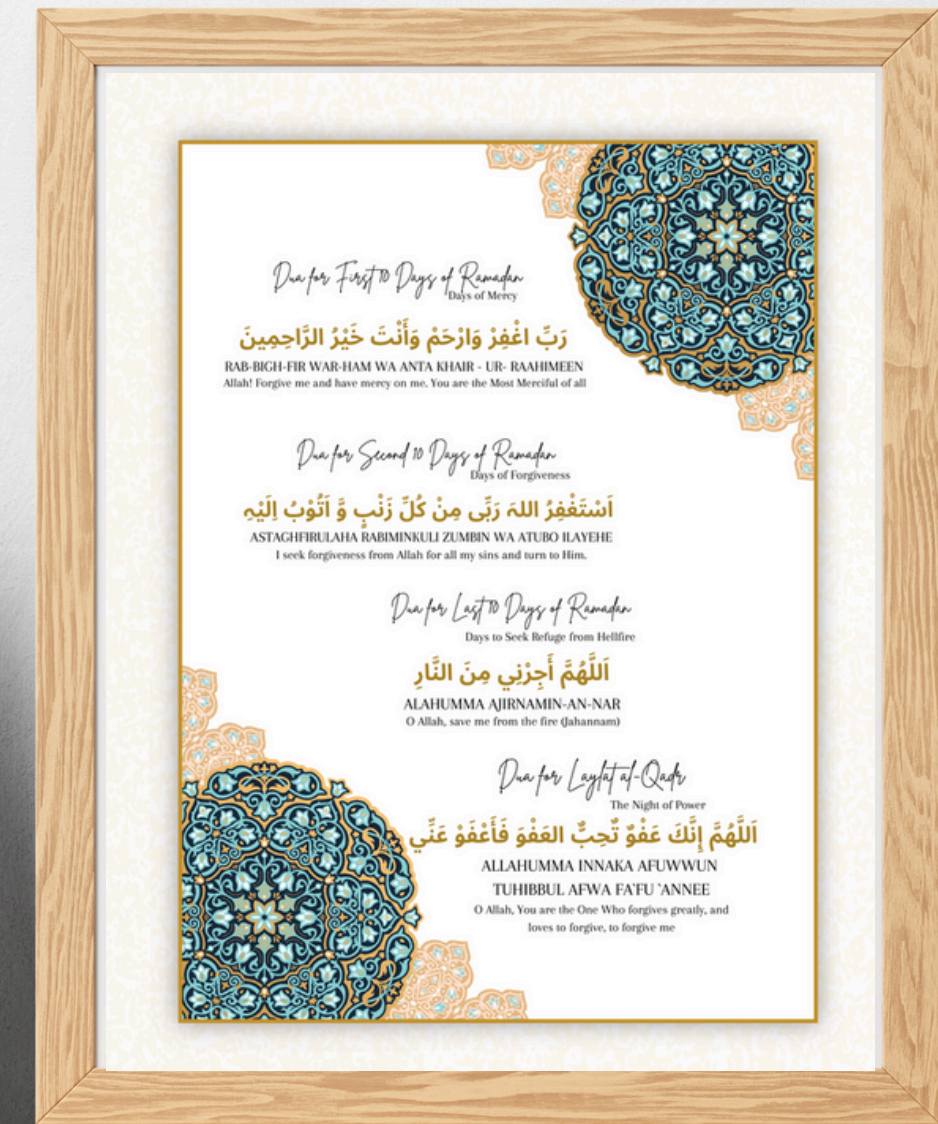 Dua for First 10 Days of Ramadan
Days of Mercy
رَبِّ اغْفِرْ وَارْحَمْ وَأَنْتَ خَيْرُ الرَّاحِمِينَ
RAB-BIGH-FIR WAR-HAM WA ANTA KHAIR - UR- RAAHIMEEN
Allah! Forgive me and have mercy on me. You are the Most Merciful of all
Dua for Second 10 Days of Ramadan
Days of Forgiveness
اَسْتَغْفِرُ اللهَ رَبِّى مِنْ كُلِّ زَنْبٍ وَّ اَتُوْبُ اِلَيْهِ
ASTAGHFIRULAHA RABIMINKULI ZUMBIN WA ATUBO ILAYEHE
I seek forgiveness from Allah for all my sins and turn to Him.
Dua for Last 10 Days of Ramadan
Days to Seek Refuge from Hellfire
اَللَّهُمَّ أَجِرْنِي مِنَ النَّارِ
ALAHUMMA AJIRNAMIN-AN-NAR
O Allah, save me from the fire (Jahannam)
Dua for Laylat al-Qadr
The Night of Power
اَللَّهُمَّ إِنَّكَ عَفْوٌ تٌحِبٌّ العَفْوَ فَأَعْفَوْ عَنِّي
ALLAHUMMA INNAKA AFUWWUN
TUHIBBUL AFWA FA'FU 'ANNEE
O Allah, You are the One Who forgives greatly, and
loves to forgive, to forgive me